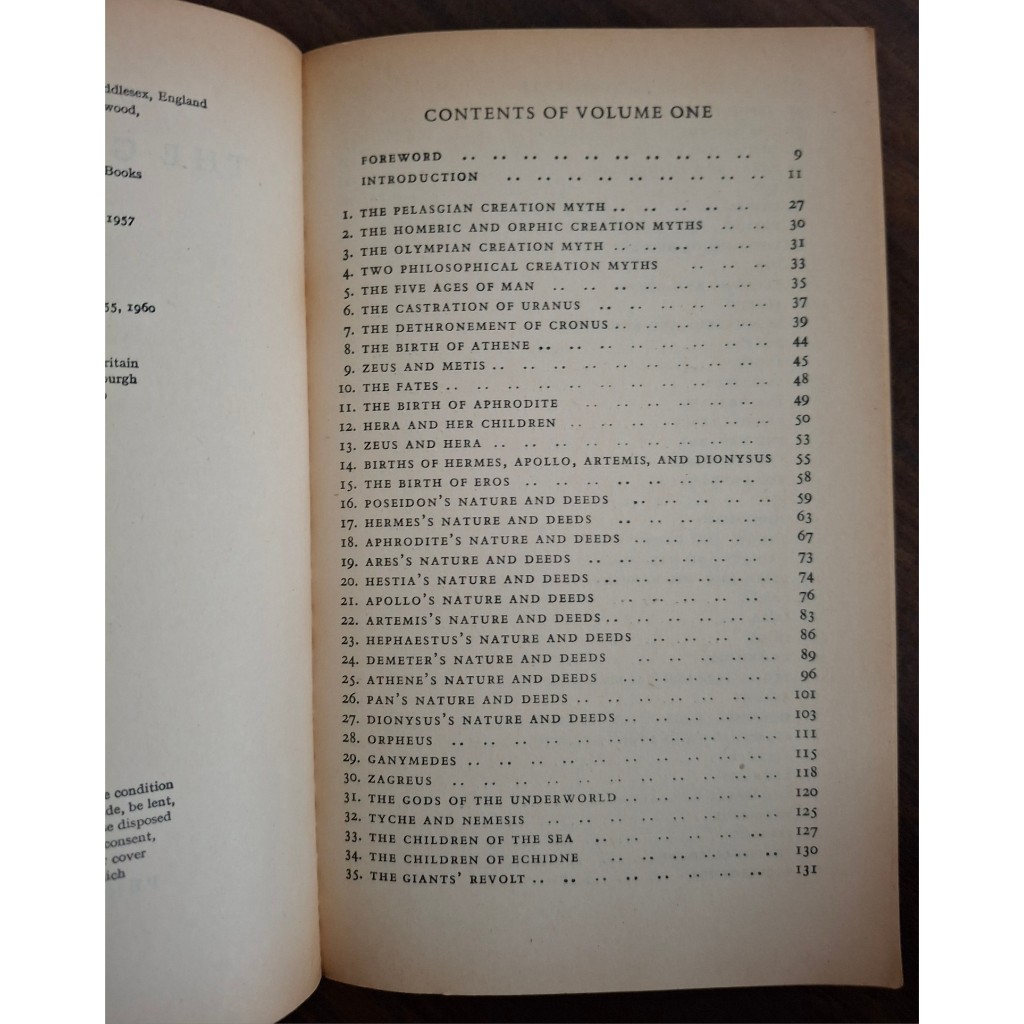 ddlesex, England
wood,
Books
1957
55, 1960
ritain
burgh
e condition
de, be lent,
se disposed
consent,
cover
ich
CONTENTS OF VOLUME ONE
FOREWORD .. .. .. .. .. .. .. .. .. .. 9
INTRODUCTION .. .. .. .. .. .. .. .. .. 11
1. THE PELASGIAN CREATION MYTH .. .. .. .. .. 27
2. THE HOMERIC AND ORPHIC CREATION MYTHS .. .. 30
3. THE OLYMPIAN CREATION MYTH .. .. .. .. .. 31
4. TWO PHILOSOPHICAL CREATION MYTHS .. .. .. 33
5. THE FIVE AGES OF MAN .. .. .. .. .. .. .. 35
6. THE CASTRATION OF URANUS .. .. .. .. .. .. 37
7. THE DETHRONEMENT OF CRONUS .. .. .. .. .. 39
8. THE BIRTH OF ATHENE .. .. .. .. .. .. .. 44
9. ZEUS AND METIS .. .. .. .. .. .. .. .. .. 45
10. THE FATES .. .. .. .. .. .. .. .. .. .. 48
11. THE BIRTH OF APHRODITE .. .. .. .. .. .. 49
12. HERA AND HER CHILDREN .. .. .. .. .. .. .. 50
13. ZEUS AND HERA .. .. .. .. .. .. .. .. .. 53
14. BIRTHS OF HERMES, APOLLO, ARTEMIS, AND DIONYSUS 55
15. THE BIRTH OF EROS .. .. .. .. .. .. .. .. 58
16. POSEIDON'S NATURE AND DEEDS .. .. .. .. .. 59
17. HERMES'S NATURE AND DEEDS .. .. .. .. .. 63
18. APHRODITE'S NATURE AND DEEDS .. .. .. .. .. 67
19. ARES'S NATURE AND DEEDS .. .. .. .. .. .. 73
20. HESTIA'S NATURE AND DEEDS .. .. .. .. .. .. 74
21. APOLLO'S NATURE AND DEEDS .. .. .. .. .. 76
22. ARTEMIS'S NATURE AND DEEDS .. .. .. .. .. .. 83
23. HEPHAESTUS'S NATURE AND DEEDS .. .. .. .. 86
24. DEMETER'S NATURE AND DEEDS .. .. .. .. .. 89
25. ATHENE'S NATURE AND DEEDS .. .. .. .. .. 96
26. PAN'S NATURE AND DEEDS .. .. .. .. .. .. .. 101
27. DIONYSUS'S NATURE AND DEEDS .. .. .. .. .. 103
28. ORPHEUS .. .. .. .. .. .. .. .. .. .. .. 111
29. GANYMEDES .. .. .. .. .. .. .. .. .. .. 115
30. ZAGREUS .. .. .. .. .. .. .. .. .. .. .. 118
31. THE GODS OF THE UNDERWORLD .. .. .. .. .. 120
32. TYCHE AND NEMESIS .. .. .. .. .. .. .. .. 125
33. THE CHILDREN OF THE SEA .. .. .. .. .. .. 127
34. THE CHILDREN OF ECHIDNE .. .. .. .. .. .. 130
35. THE GIANTS' REVOLT .. .. .. .. .. .. .. .. 131